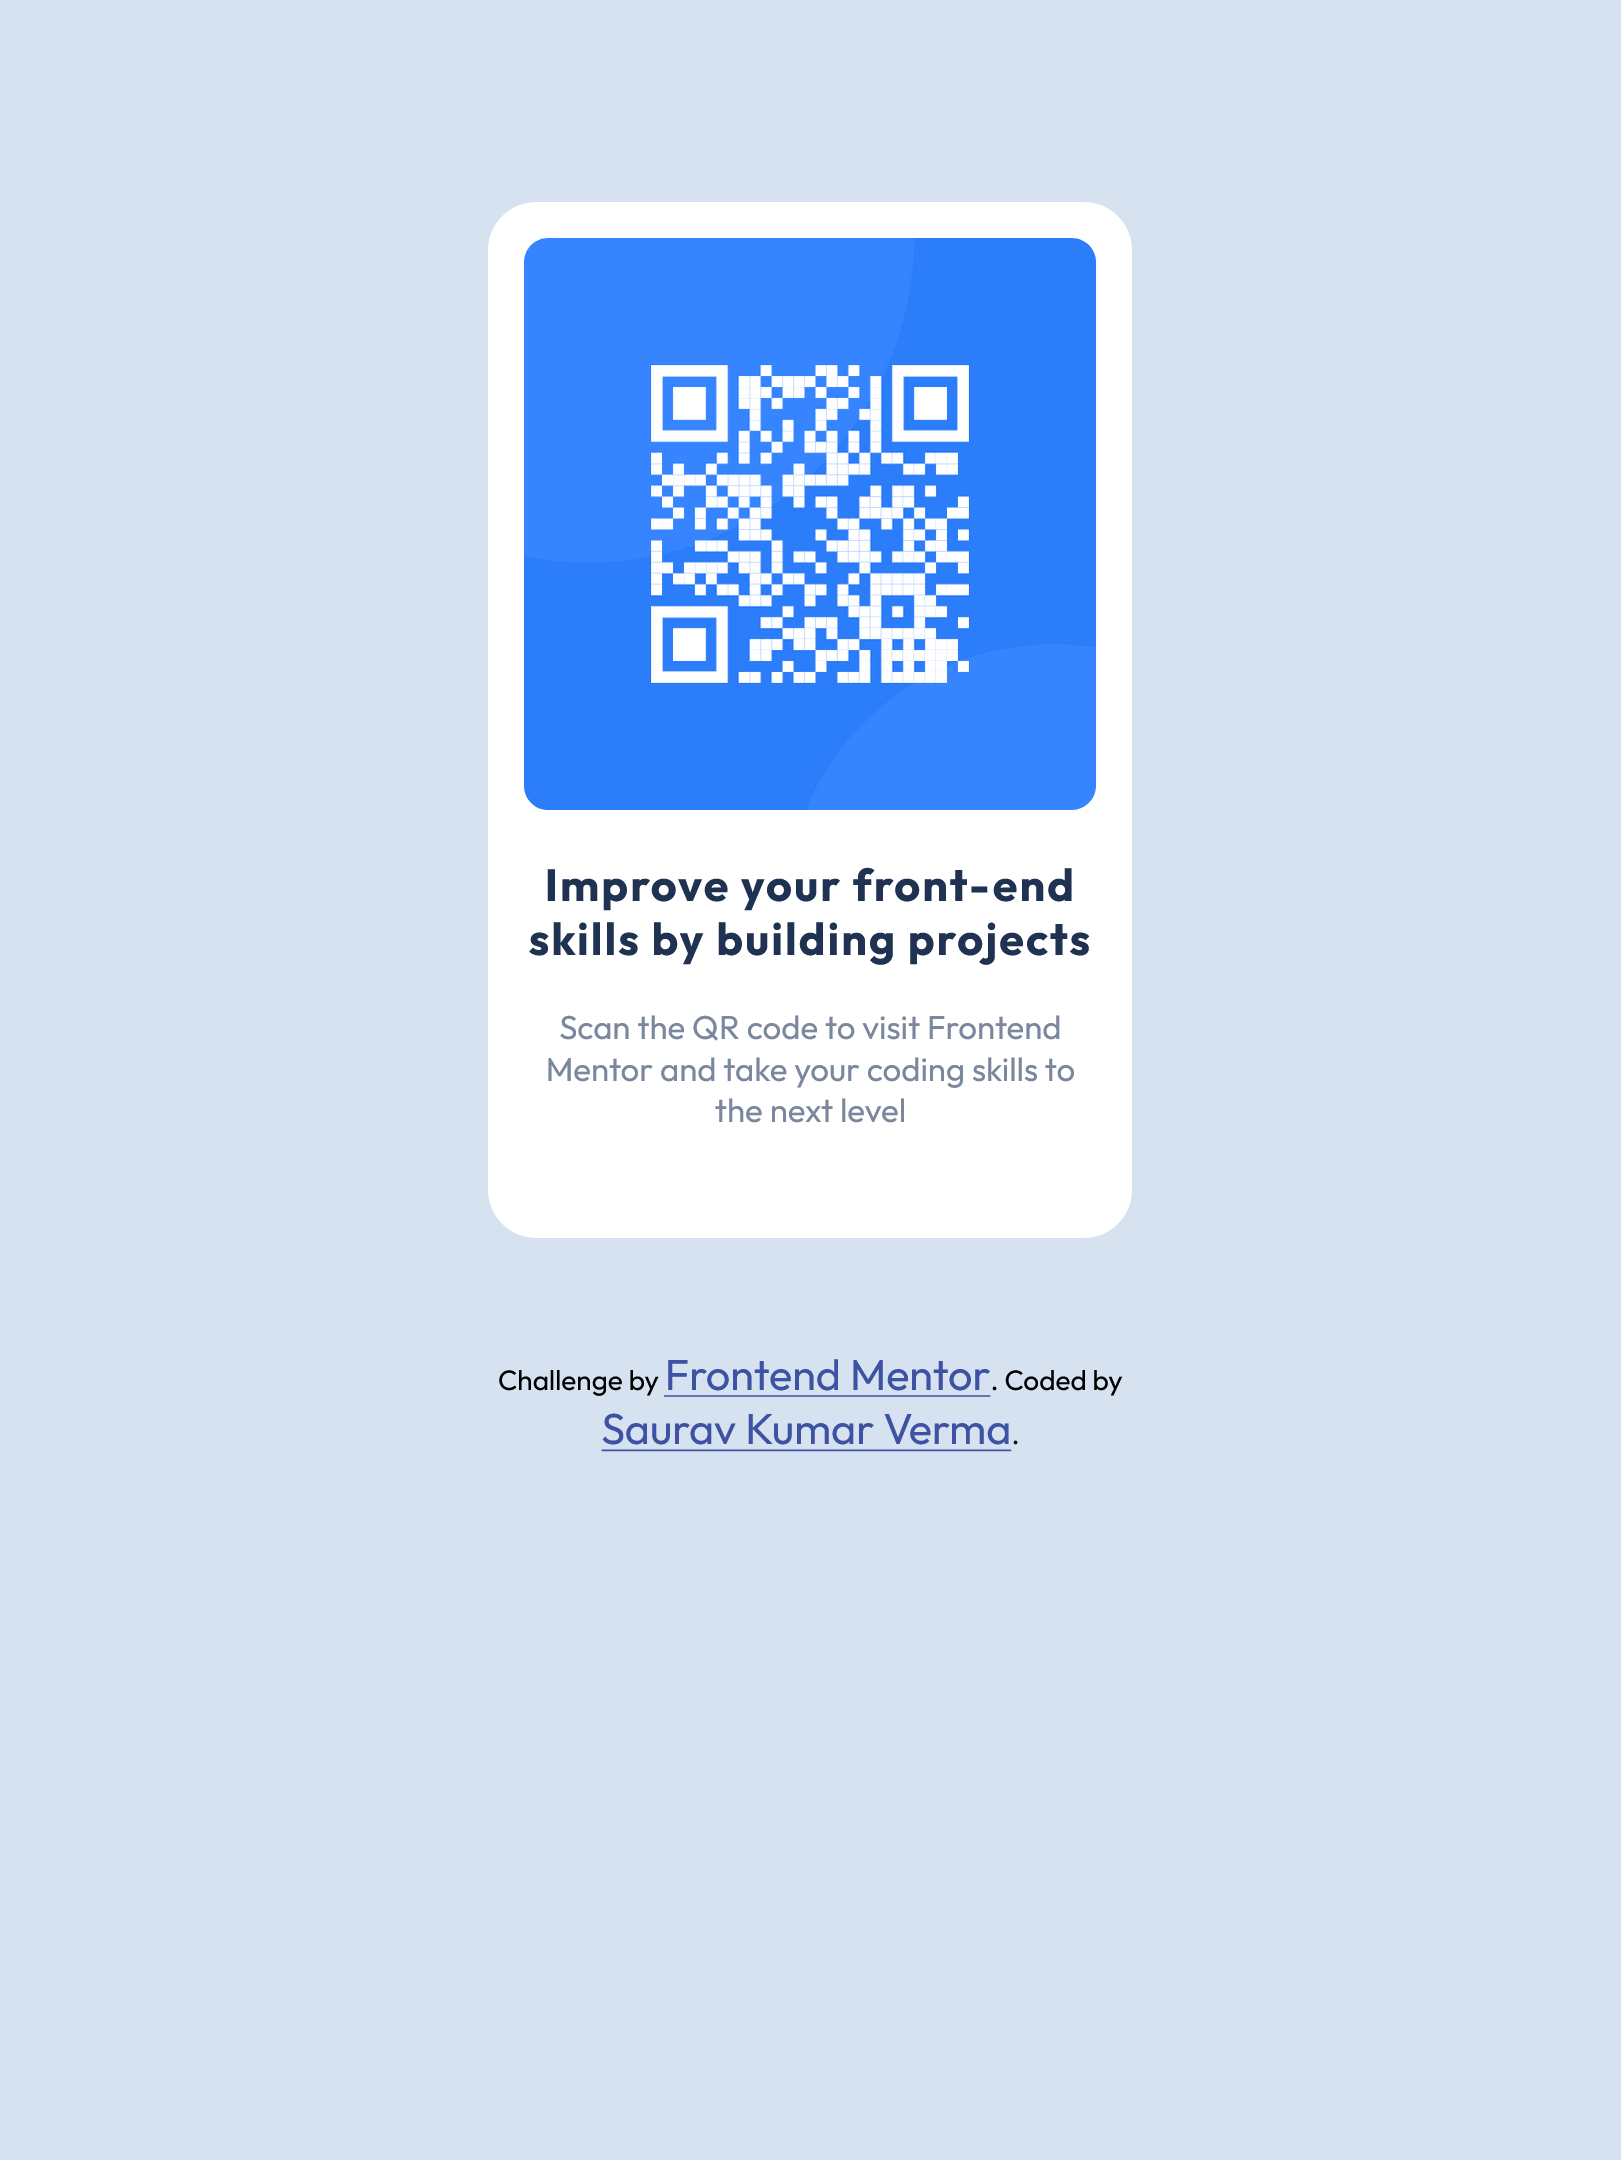 Improve your front-end
skills by building projects
Scan the QR code to visit Frontend
Mentor and take your coding skills to
the next level
Challenge by Frontend Mentor. Coded by
Saurav Kumar Verma.